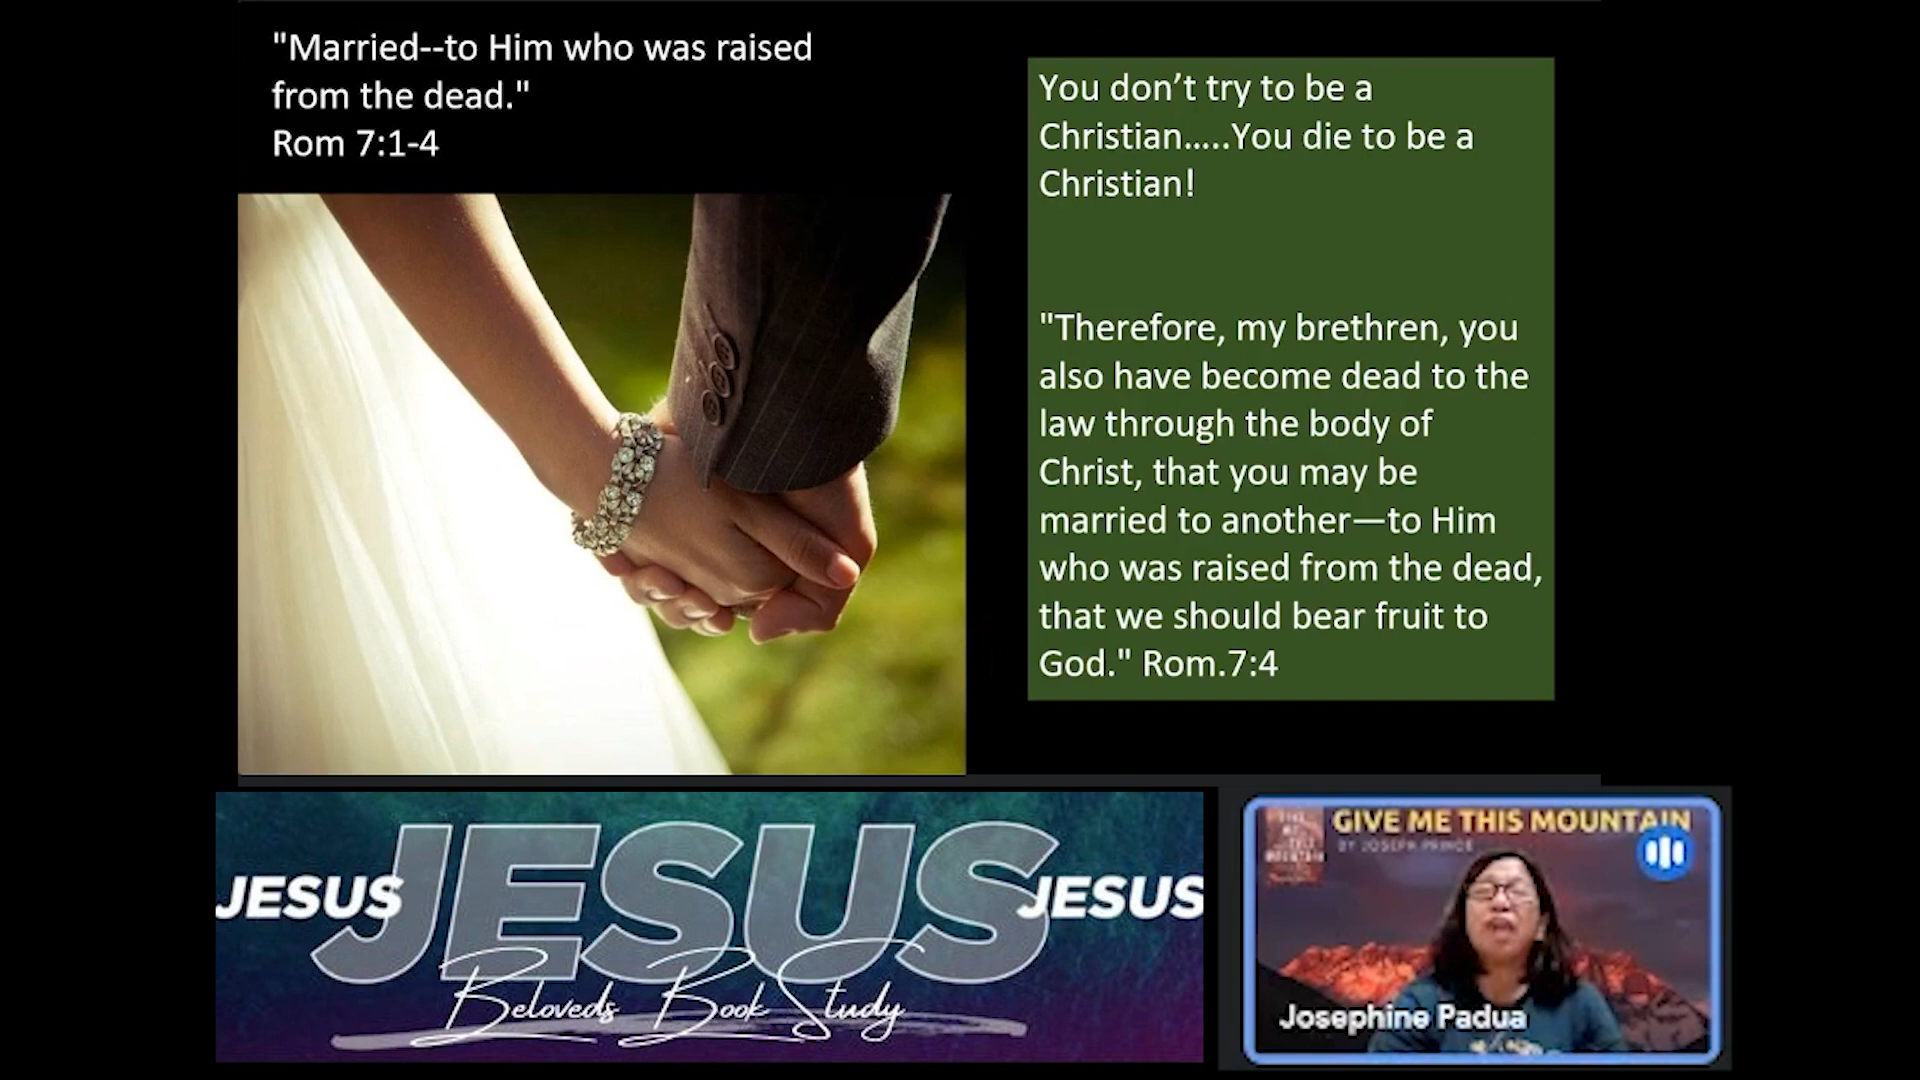 "Married--to Him who was raised
from the dead."
Rom 7:1-4
You don’t try to be a
Christian…..You die to be a
Christian!
"Therefore, my brethren, you
also have become dead to the
law through the body of
Christ, that you may be
married to another—to Him
who was raised from the dead,
that we should bear fruit to
God." Rom.7:4
JESUS
JESUS
JESUS
Beloveds Book Study
GIVE ME THIS MOUNTAIN
BY JOSEPH PRINCE
Josephine Padua